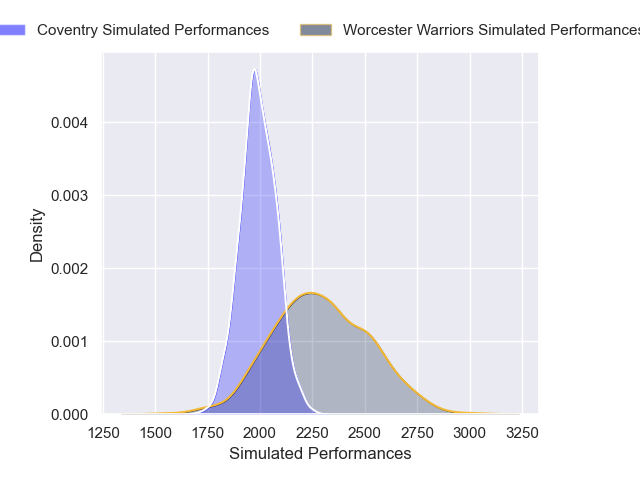 Coventry Simulated Performances
Worcester Warriors Simulated Performances
0.004
0.003
0.002
0.001
0.000
Density
1250 1500 1750 2000 2250 2500 2750 3000 3250
Simulated Performances